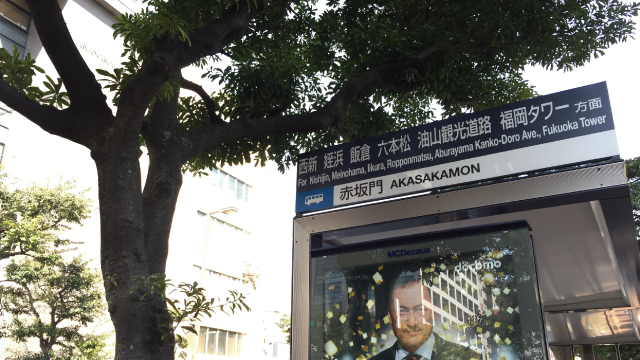 西新 姪浜 飯倉 六本松 油山観光道路 福岡タワー 方面
For Nishijin, Meinohama, Iikura, Ropponmatsu, Aburayama Kanko-Doro Ave., Fukuoka Tower
赤坂門 AKASAKAMON
MCDecaux
docomo